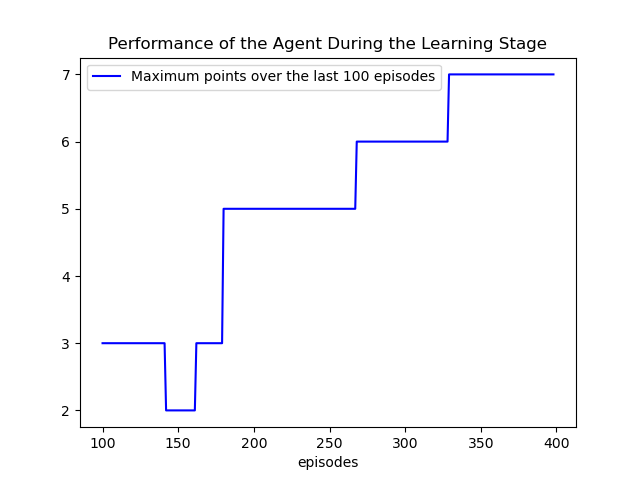 Performance of the Agent During the Learning Stage
Maximum points over the last 100 episodes
7
6
5
4
3
2
100 150 200 250 300 350 400
episodes